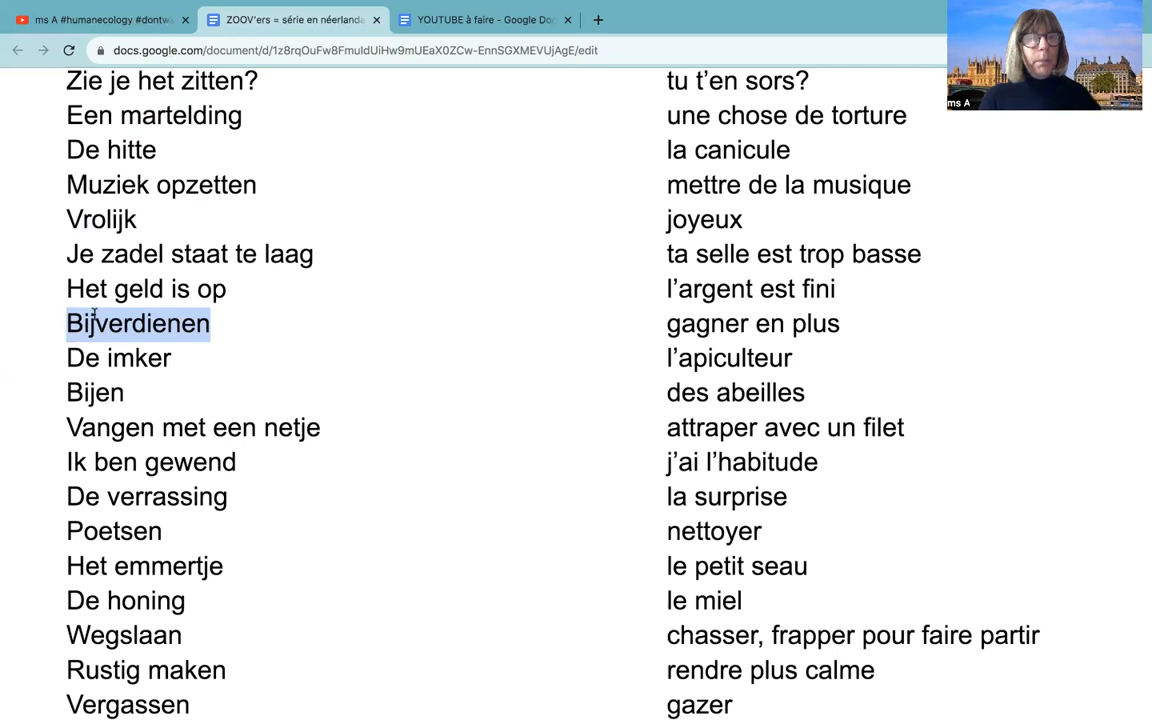 ms A #humanecology #dontwa
ZOOV'ers = série en néerlanda
YOUTUBE à faire - Google Doc
docs.google.com/document/d/1z8rqOuFw8FmuIdUiHw9mUEaX0ZCw-EnnSGXMEVUjAgE/edit
ms A
Zie je het zitten? tu t’en sors?
Een martelding une chose de torture
De hitte la canicule
Muziek opzetten mettre de la musique
Vrolijk joyeux
Je zadel staat te laag ta selle est trop basse
Het geld is op l’argent est fini
Bijverdienen gagner en plus
De imker l’apiculteur
Bijen des abeilles
Vangen met een netje attraper avec un filet
Ik ben gewend j’ai l’habitude
De verrassing la surprise
Poetsen nettoyer
Het emmertje le petit seau
De honing le miel
Wegslaan chasser, frapper pour faire partir
Rustig maken rendre plus calme
Vergassen gazer